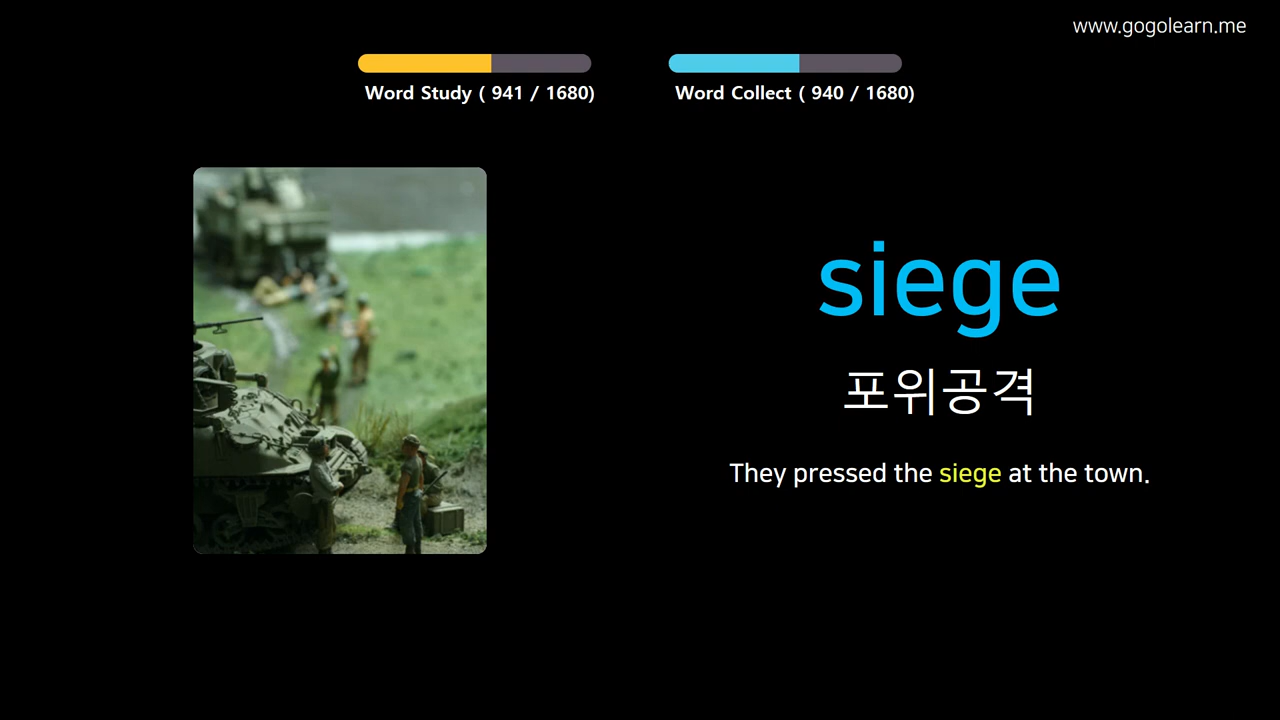 www.gogolearn.me
Word Study ( 941 / 1680)
Word Collect ( 940 / 1680)
siege
포위공격
They pressed the siege at the town.